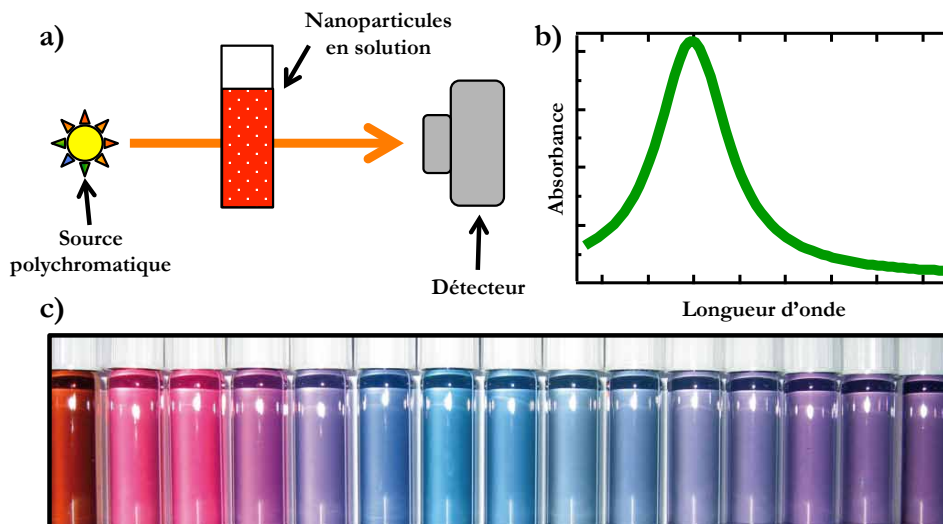 a)
Nanoparticules
en solution
Source
polychromatique
Détecteur
b)
Absorbance
Longueur d'onde
c)